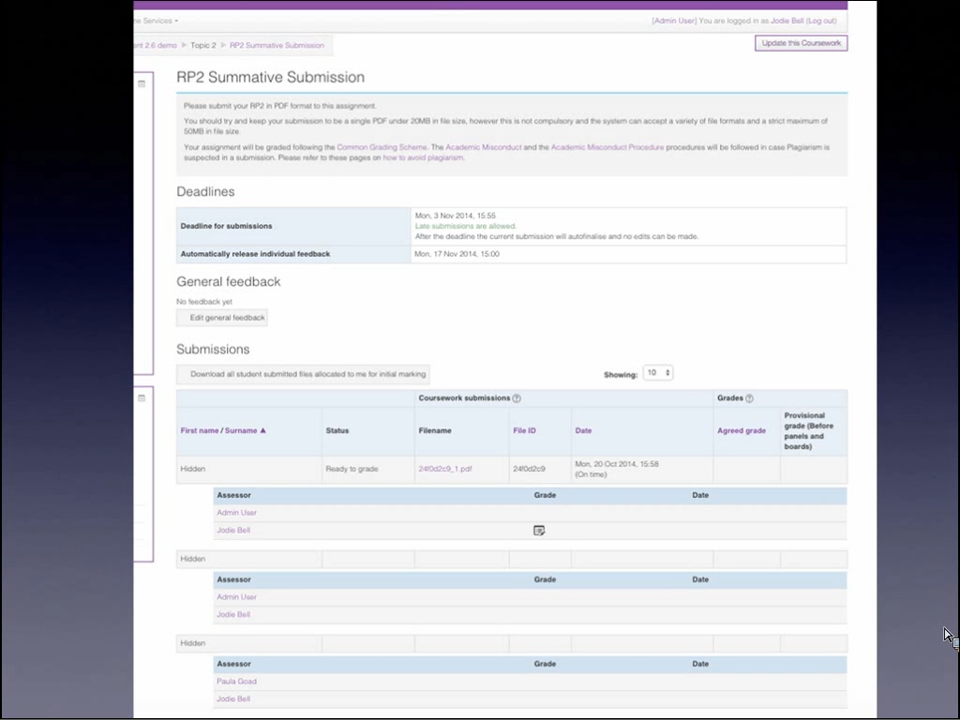 ne Services
[Admin User] You are logged in as Jodie Bell (Log out)
ent 2.6 demo ▶ Topic 2 ▶ RP2 Summative Submission
Update this Coursework
RP2 Summative Submission
Please submit your RP2 in PDF format to this assignment.
You should try and keep your submission to be a single PDF under 20MB in file size, however this is not compulsory and the system can accept a variety of file formats and a strict maximum of
50MB in file size.
Your assignment will be graded following the Common Grading Scheme. The Academic Misconduct and the Academic Misconduct Procedure procedures will be followed in case Plagiarism is
suspected in a submission. Please refer to these pages on how to avoid plagiarism.
Deadlines
Deadline for submissions
Mon, 3 Nov 2014, 15:55
Late submissions are allowed.
After the deadline the current submission will autofinalise and no edits can be made.
Automatically release individual feedback
Mon, 17 Nov 2014, 15:00
General feedback
No feedback yet
Edit general feedback
Submissions
Download all student submitted files allocated to me for initial marking
Showing: 10
Coursework submissions
Grades
First name / Surname ▲
Status
Filename
File ID
Date
Agreed grade
Provisional
grade (Before
panels and
boards)
Hidden
Ready to grade
24f0d2c9_1.pdf
24f0d2c9
Mon, 20 Oct 2014, 15:58
(On time)
Assessor Grade Date
Admin User
Jodie Bell
Hidden
Assessor Grade Date
Admin User
Jodie Bell
Hidden
Assessor Grade Date
Paula Goad
Jodie Bell